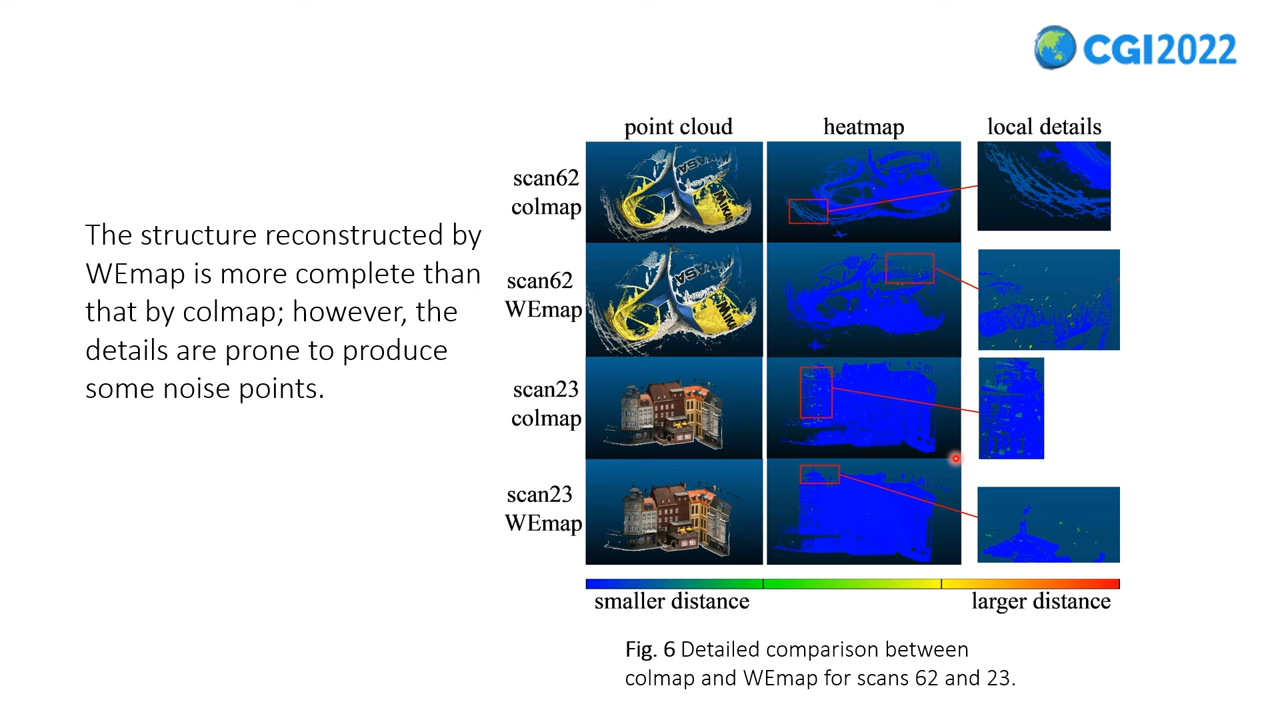 CGI2022
The structure reconstructed by
WEmap is more complete than
that by colmap; however, the
details are prone to produce
some noise points.
point cloud heatmap local details
scan62
colmap
scan62
WEmap
scan23
colmap
scan23
WEmap
smaller distance larger distance
Fig. 6 Detailed comparison between
colmap and WEmap for scans 62 and 23.